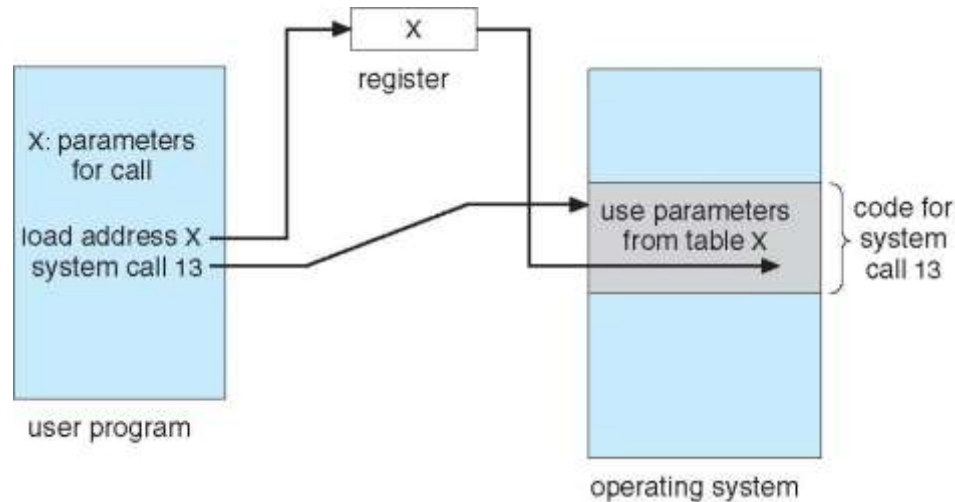 X
register
X: parameters
for call
load address X
system call 13
use parameters
from table X
code for
system
call 13
user program
operating system